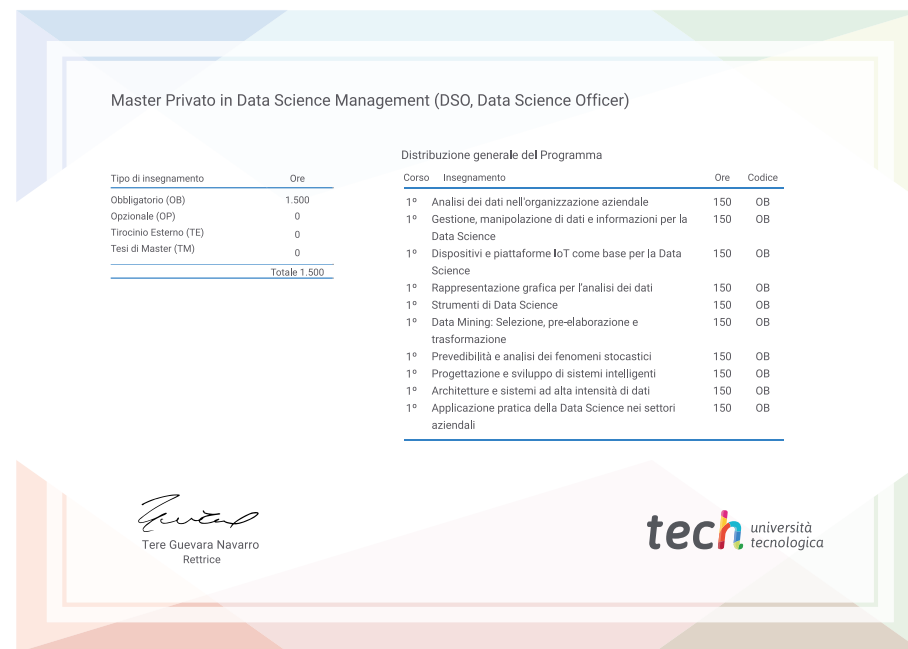 Master Privato in Data Science Management (DSO, Data Science Officer)
Tipo di insegnamento Ore
Obbligatorio (OB) 1.500
Opzionale (OP) 0
Tirocinio Esterno (TE) 0
Tesi di Master (TM) 0
Totale 1.500
Distribuzione generale del Programma
Corso Insegnamento Ore Codice
1º Analisi dei dati nell'organizzazione aziendale 150 OB
1º Gestione, manipolazione di dati e informazioni per la 150 OB
Data Science
1º Dispositivi e piattaforme IoT come base per la Data 150 OB
Science
1º Rappresentazione grafica per l'analisi dei dati 150 OB
1º Strumenti di Data Science 150 OB
1º Data Mining: Selezione, pre-elaborazione e 150 OB
trasformazione
1º Prevedibilità e analisi dei fenomeni stocastici 150 OB
1º Progettazione e sviluppo di sistemi intelligenti 150 OB
1º Architetture e sistemi ad alta intensità di dati 150 OB
1º Applicazione pratica della Data Science nei settori 150 OB
aziendali
Tere Guevara Navarro
Rettrice
tech università
tecnologica